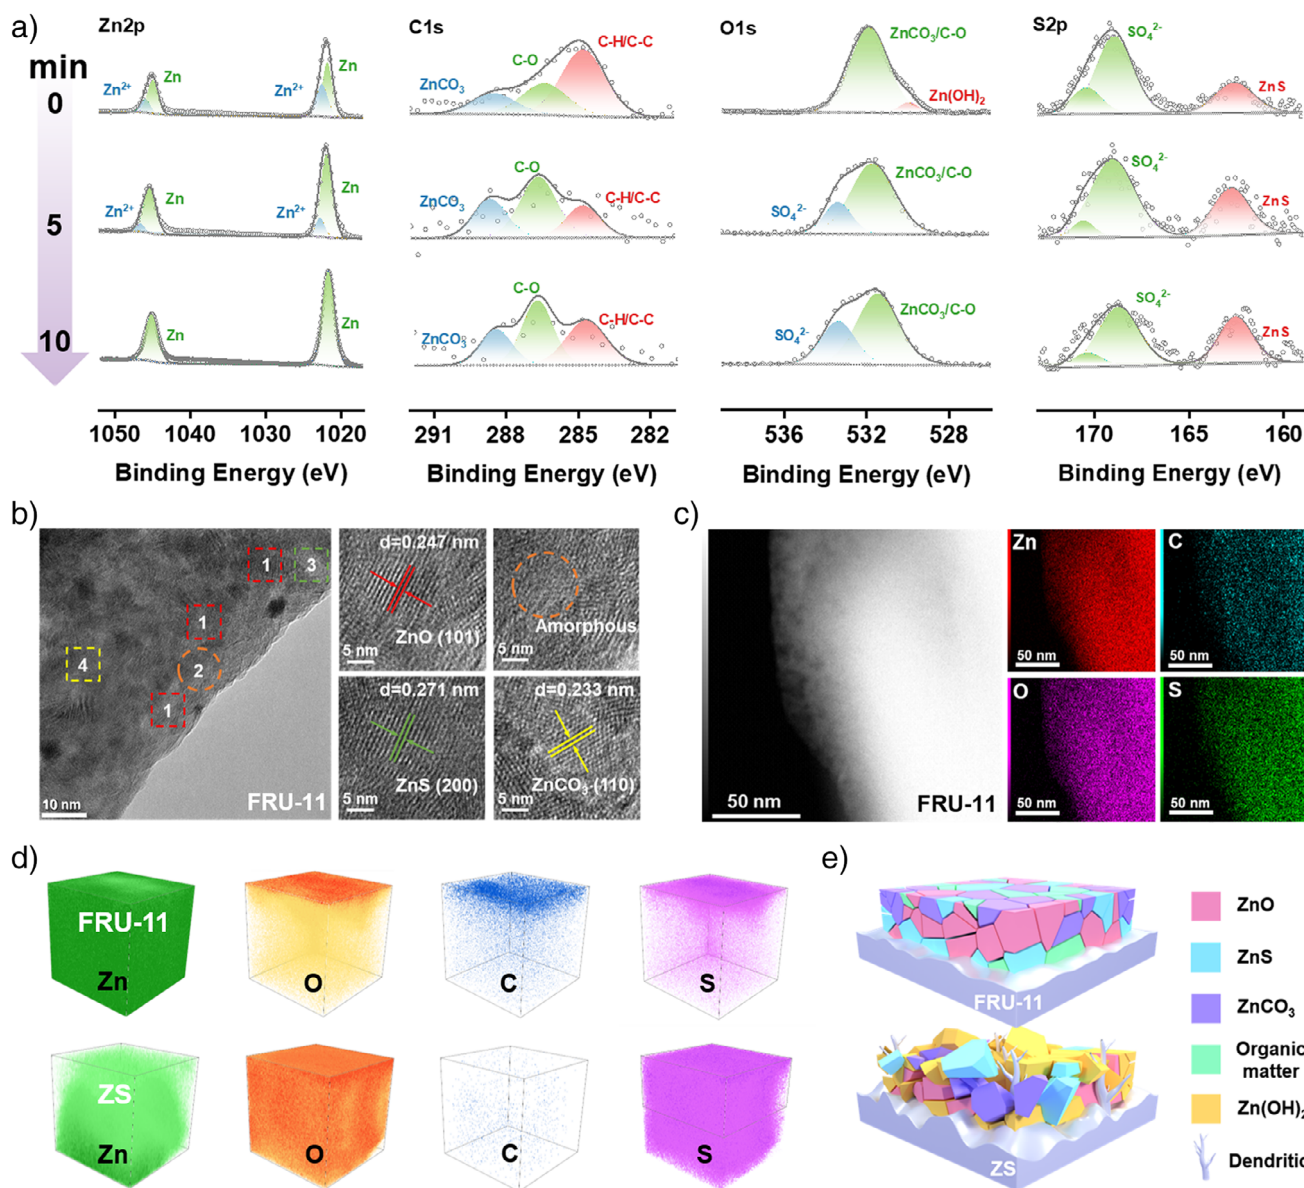 a)
min
0
5
10
Zn2p
Zn²⁺
Zn
Zn²⁺
Zn
Zn²⁺
Zn
Zn²⁺
Zn
Zn
Zn
1050 1040 1030 1020
Binding Energy (eV)
C1s
ZnCO₃
C-O
C-H/C-C
ZnCO₃
C-O
C-H/C-C
ZnCO₃
C-O
C-H/C-C
291 288 285 282
Binding Energy (eV)
O1s
ZnCO₃/C-O
Zn(OH)₂
SO₄²⁻
ZnCO₃/C-O
SO₄²⁻
ZnCO₃/C-O
536 532 528
Binding Energy (eV)
S2p
SO₄²⁻
ZnS
SO₄²⁻
ZnS
SO₄²⁻
ZnS
170 165 160
Binding Energy (eV)
b)
1
3
1
4
2
1
10 nm
FRU-11
d=0.247 nm
ZnO (101)
5 nm
Amorphous
5 nm
d=0.271 nm
ZnS (200)
5 nm
d=0.233 nm
ZnCO₃ (110)
5 nm
c)
50 nm
FRU-11
Zn
50 nm
C
50 nm
O
50 nm
S
50 nm
d)
FRU-11
Zn
O
C
S
ZS
Zn
O
C
S
e)
FRU-11
ZS
ZnO
ZnS
ZnCO₃
Organic
matter
Zn(OH)₂
Dendritic